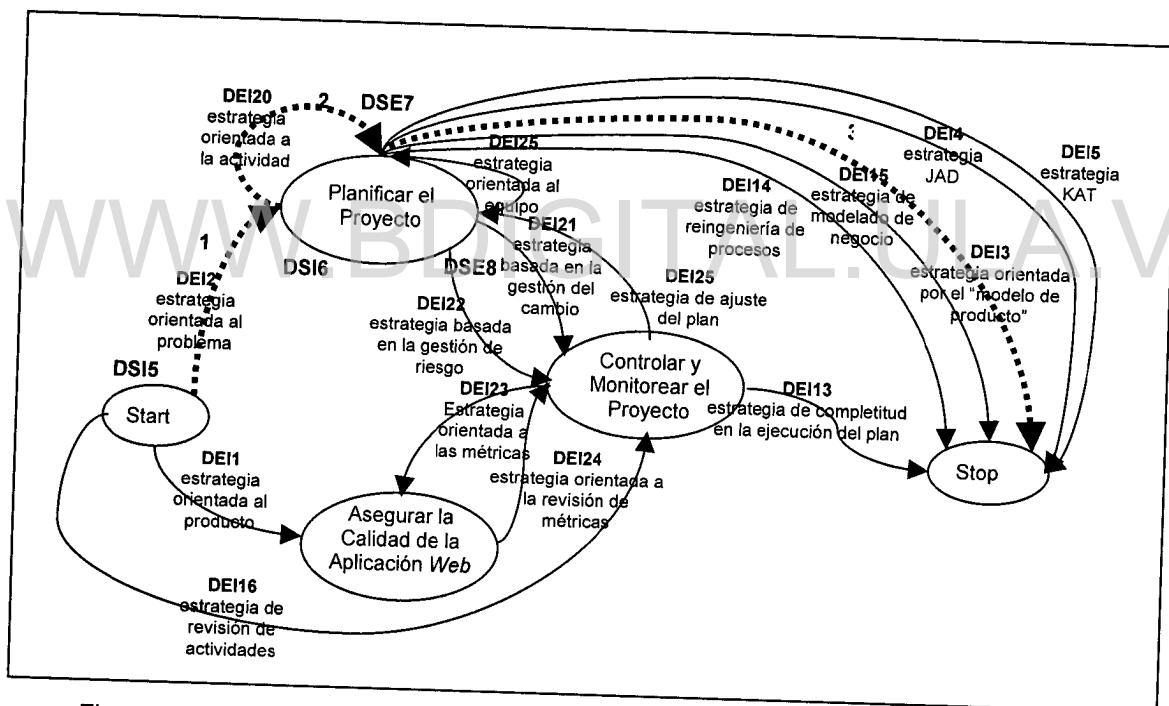 DEI20
estrategia
orientada a
la actividad
2
DSE7
DEI25
estrategia
orientada al
equipo
3
DEI4
estrategia
JAD
DEI5
estrategia
KAT
Planificar el
Proyecto
DEI14
estrategia de
reingeniería de
procesos
DEI15
estrategia de
modelado de
negocio
DEI21
estrategia
basada en la
gestión del
cambio
WWW.BDIGITAL.ULA.V
1
DSI6
DSE8
DEI3
estrategia orientada
por el “modelo de
producto”
DEI2
estrategia
orientada al
problema
DEI22
estrategia basada
en la gestión de
riesgo
DEI25
estrategia de ajuste
del plan
DSI5
Start
Controlar y
Monitorear el
Proyecto
DEI23
Estrategia
orientada a
las métricas
DEI13
estrategia de completitud
en la ejecución del plan
Stop
DEI1
estrategia
orientada al
producto
DEI24
estrategia orientada a
la revisión de
métricas
Asegurar la
Calidad de la
Aplicación Web
DEI16
estrategia de
revisión de
actividades